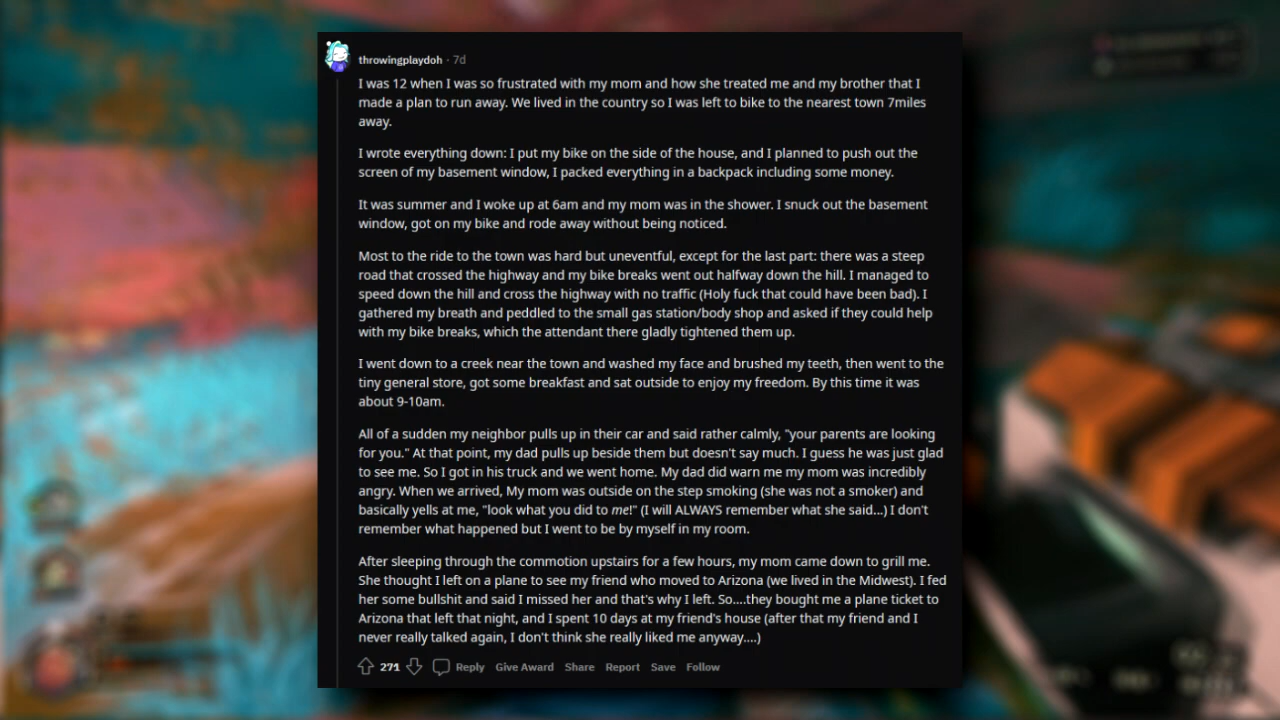 throwingplaydoh · 7d
I was 12 when I was so frustrated with my mom and how she treated me and my brother that I
made a plan to run away. We lived in the country so I was left to bike to the nearest town 7miles
away.
I wrote everything down: I put my bike on the side of the house, and I planned to push out the
screen of my basement window, I packed everything in a backpack including some money.
It was summer and I woke up at 6am and my mom was in the shower. I snuck out the basement
window, got on my bike and rode away without being noticed.
Most to the ride to the town was hard but uneventful, except for the last part: there was a steep
road that crossed the highway and my bike breaks went out halfway down the hill. I managed to
speed down the hill and cross the highway with no traffic (Holy fuck that could have been bad). I
gathered my breath and peddled to the small gas station/body shop and asked if they could help
with my bike breaks, which the attendant there gladly tightened them up.
I went down to a creek near the town and washed my face and brushed my teeth, then went to the
tiny general store, got some breakfast and sat outside to enjoy my freedom. By this time it was
about 9-10am.
All of a sudden my neighbor pulls up in their car and said rather calmly, "your parents are looking
for you." At that point, my dad pulls up beside them but doesn't say much. I guess he was just glad
to see me. So I got in his truck and we went home. My dad did warn me my mom was incredibly
angry. When we arrived, My mom was outside on the step smoking (she was not a smoker) and
basically yells at me, "look what you did to me!" (I will ALWAYS remember what she said...) I don't
remember what happened but I went to be by myself in my room.
After sleeping through the commotion upstairs for a few hours, my mom came down to grill me.
She thought I left on a plane to see my friend who moved to Arizona (we lived in the Midwest). I fed
her some bullshit and said I missed her and that's why I left. So....they bought me a plane ticket to
Arizona that left that night, and I spent 10 days at my friend's house (after that my friend and I
never really talked again, I don't think she really liked me anyway....)
271 Reply Give Award Share Report Save Follow